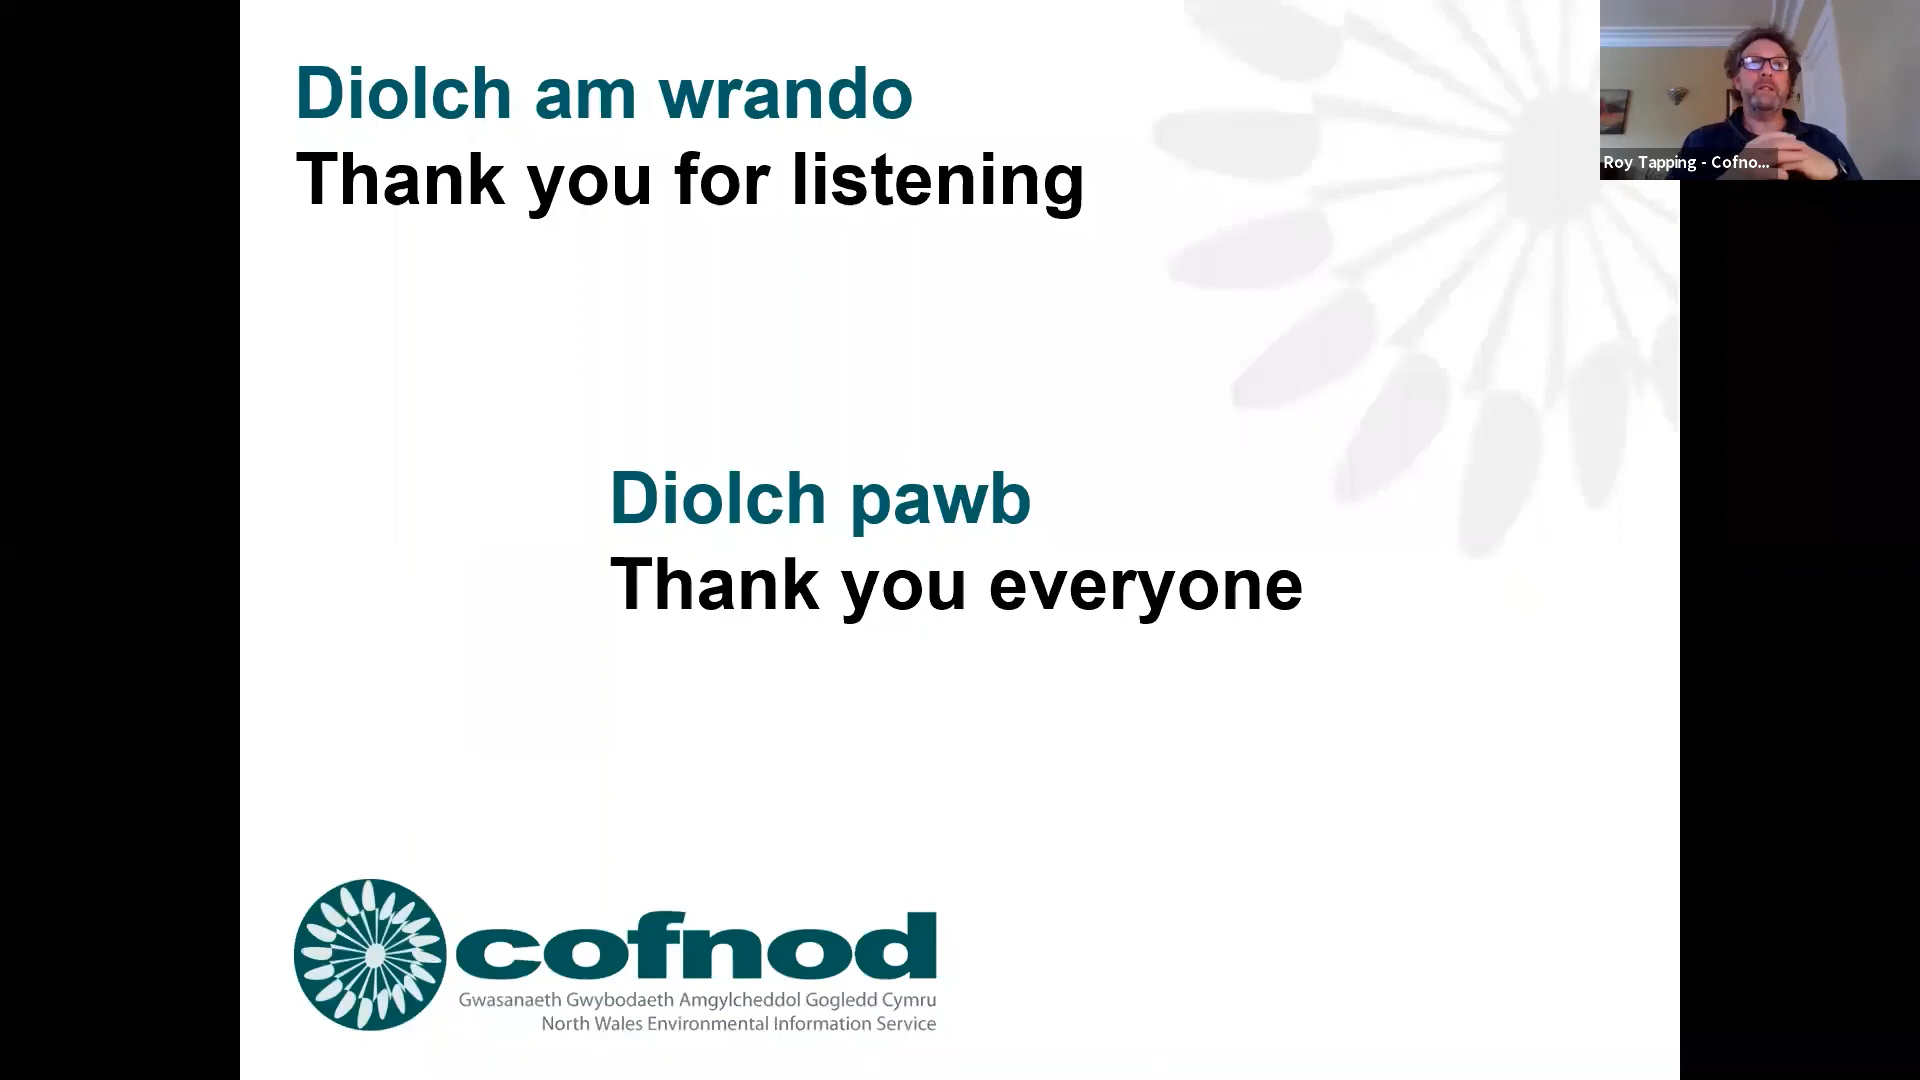 Diolch am wrando
Thank you for listening
Roy Tapping - Cofno...
Diolch pawb
Thank you everyone
cofnod
Gwasanaeth Gwybodaeth Amgylcheddol Gogledd Cymru
North Wales Environmental Information Service